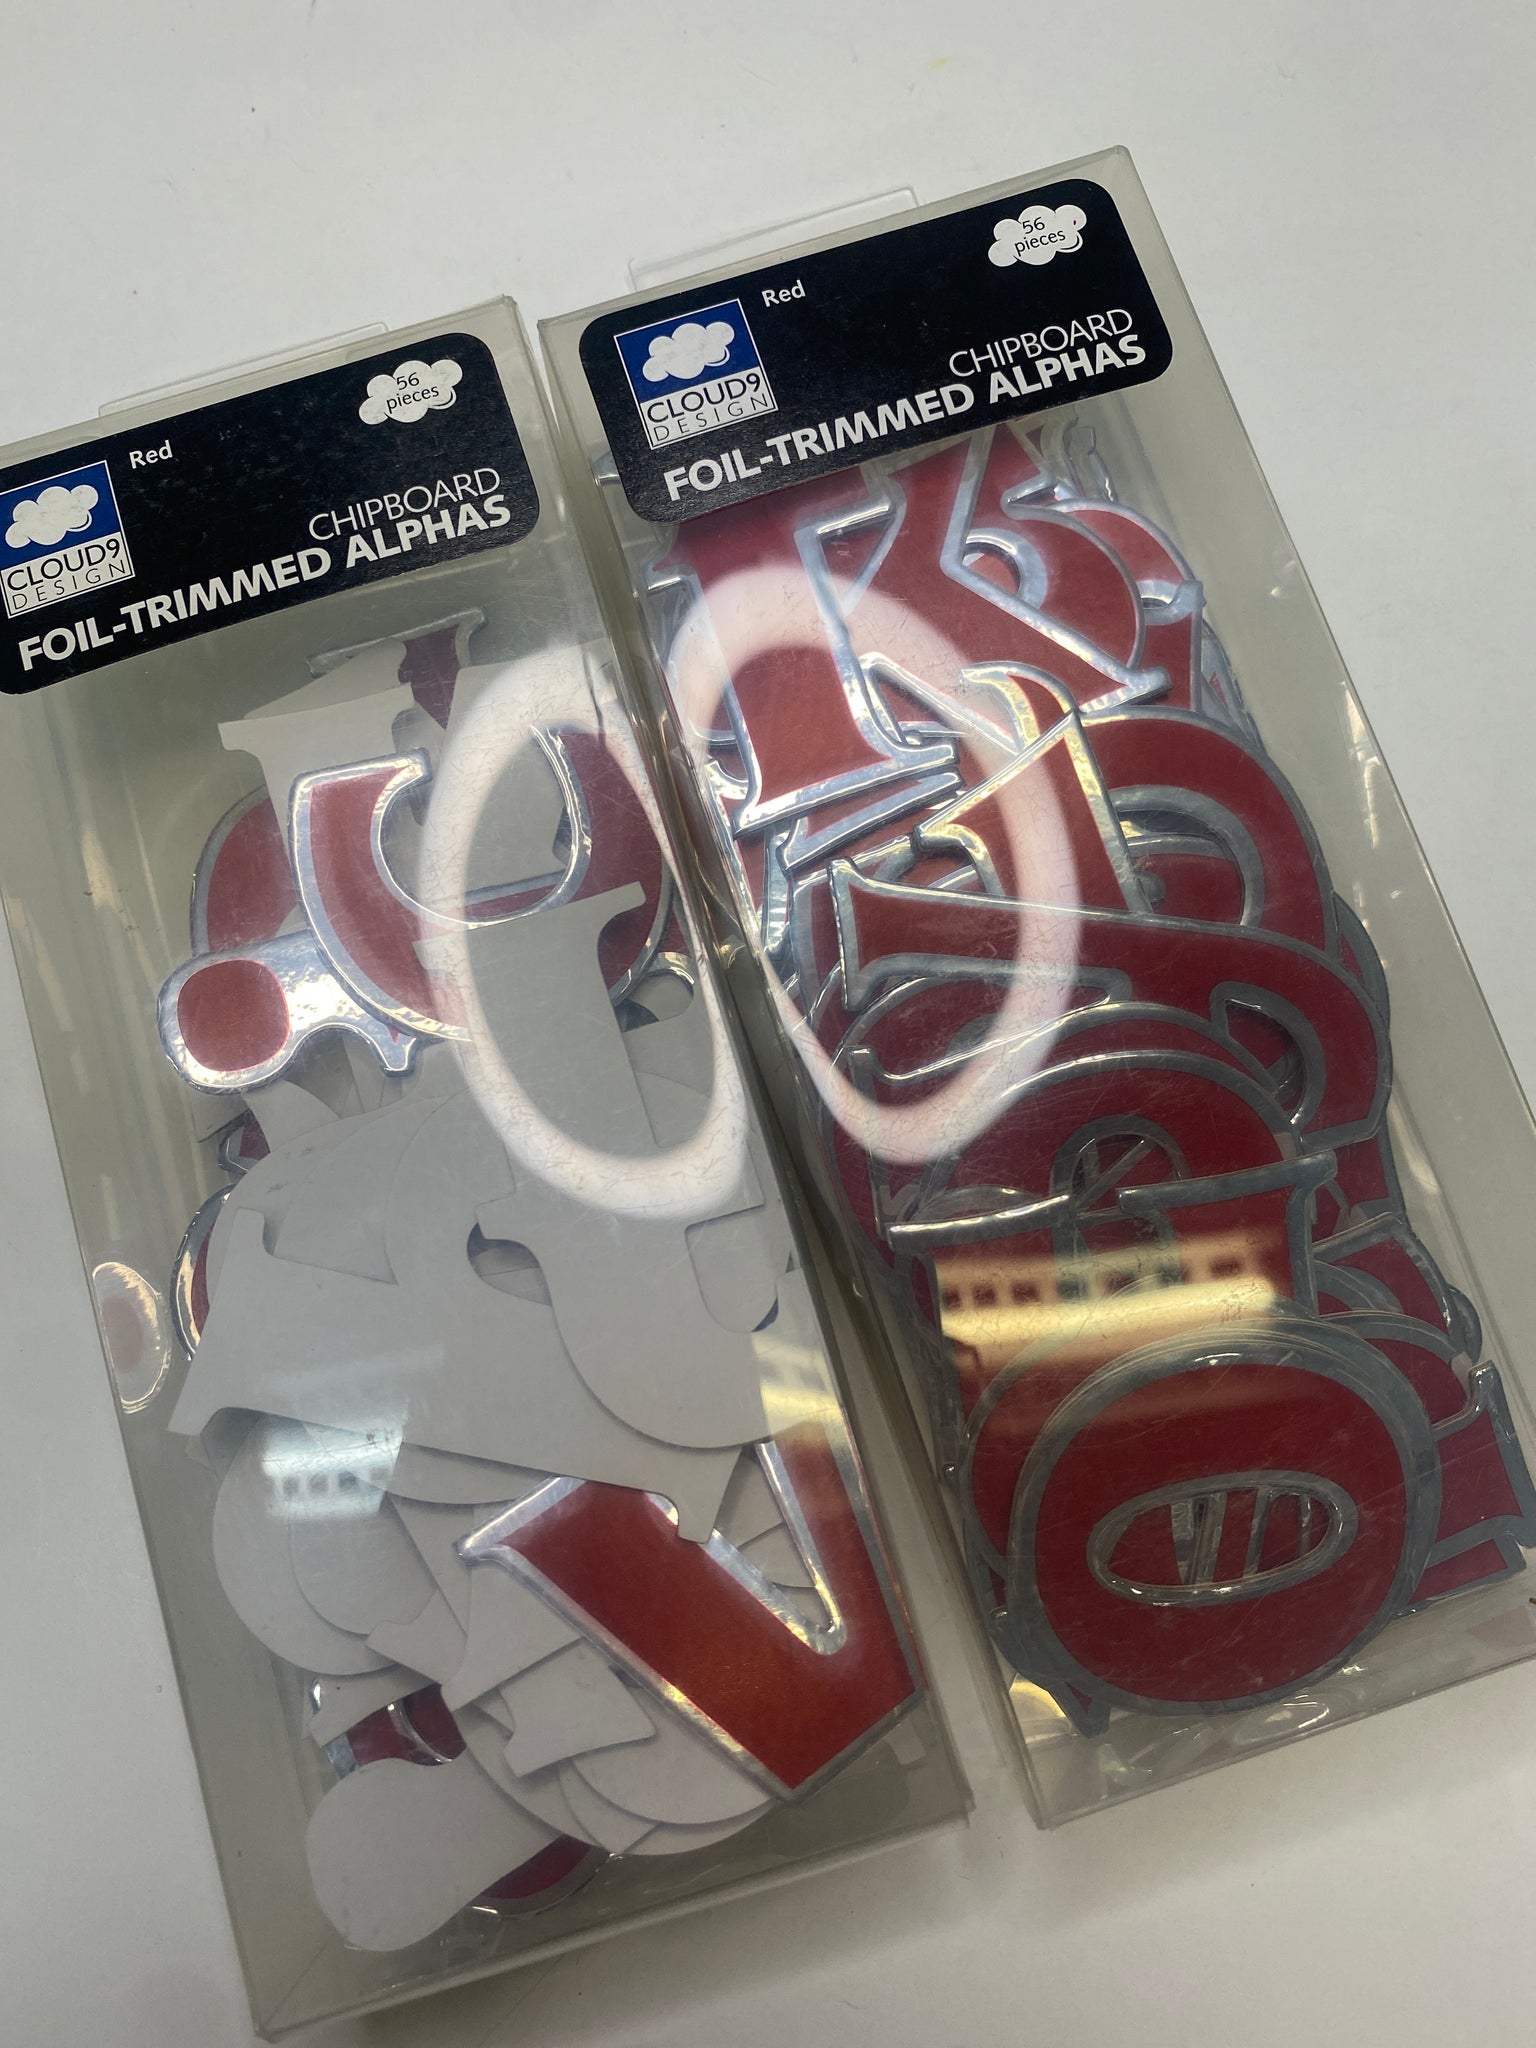 Red
56
pieces
CLOUD9
DESIGN
CHIPBOARD
FOIL-TRIMMED ALPHAS
Red
56
pieces
CLOUD9
DESIGN
CHIPBOARD
FOIL-TRIMMED ALPHAS
K
V
O